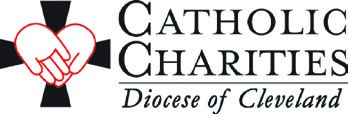 CATHOLIC
CHARITIES
Diocese of Cleveland